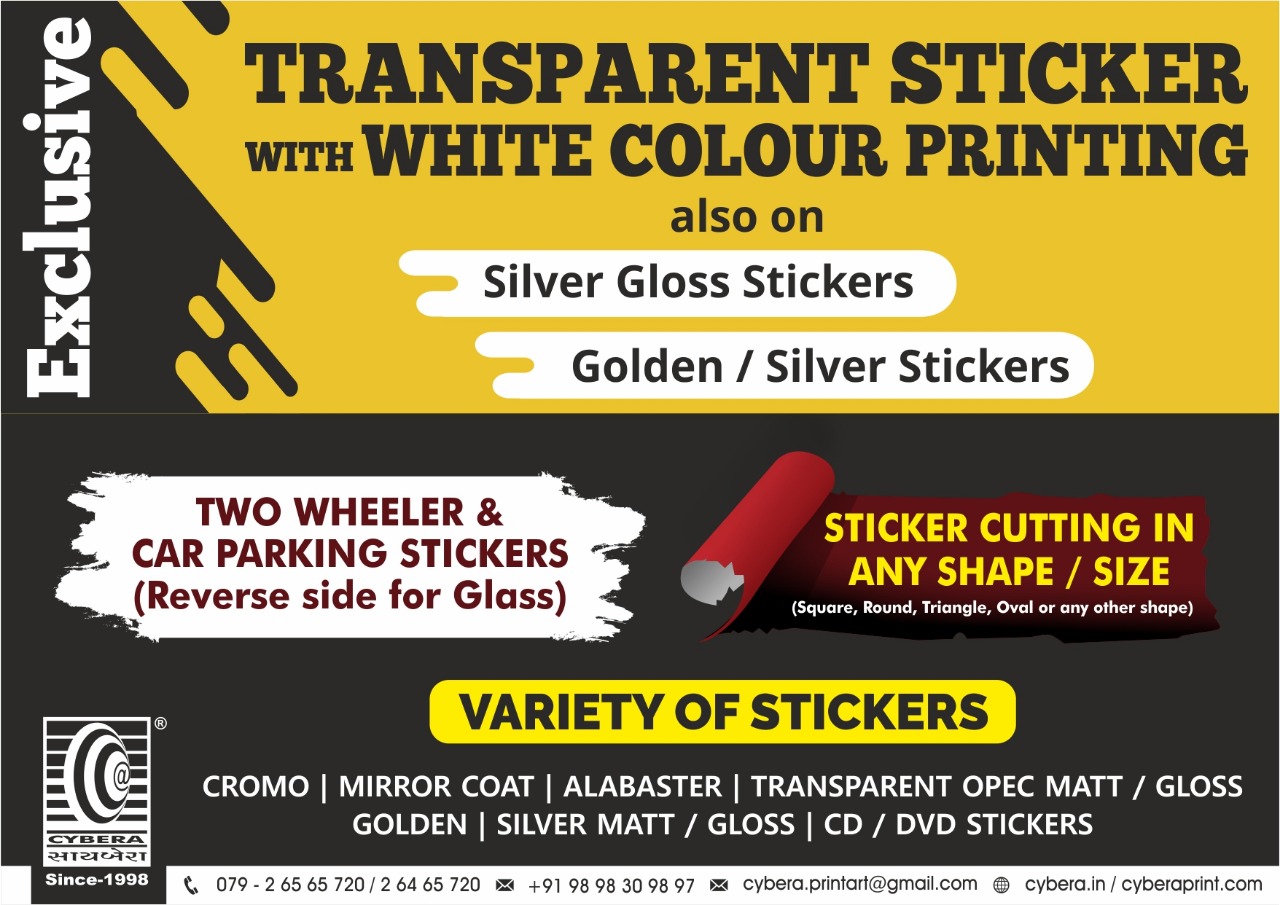 Exclusive
TRANSPARENT STICKER
WITH WHITE COLOUR PRINTING
also on
Silver Gloss Stickers
Golden / Silver Stickers
TWO WHEELER &
CAR PARKING STICKERS
(Reverse side for Glass)
STICKER CUTTING IN
ANY SHAPE / SIZE
(Square, Round, Triangle, Oval or any other shape)
VARIETY OF STICKERS
CROMO | MIRROR COAT | ALABASTER | TRANSPARENT OPEC MATT / GLOSS
GOLDEN | SILVER MATT / GLOSS | CD / DVD STICKERS
@
®
CYBERA
સાયબેરા
Since-1998
079 - 2 65 65 720 / 2 64 65 720 +91 98 98 30 98 97 cybera.printart@gmail.com cybera.in / cyberaprint.com